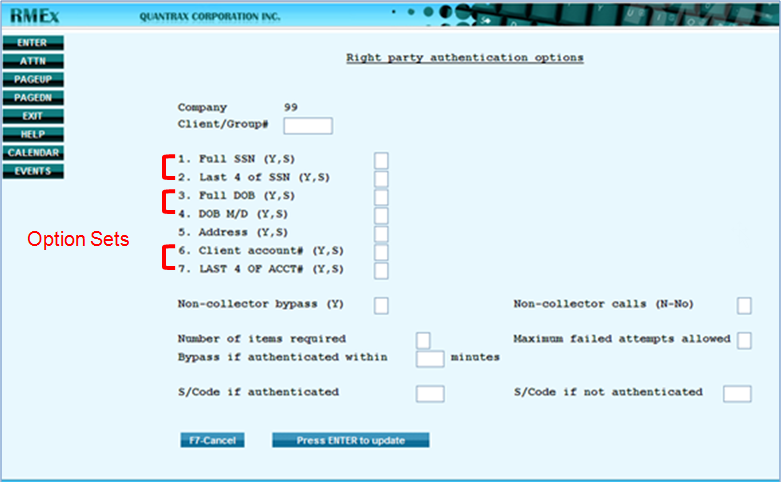 RMEx QUANTRAX CORPORATION INC.
ENTER
ATTN
PAGEUP
PAGEDN
EXIT
HELP
CALENDAR
EVENTS
Right party authentication options
Company 99
Client/Group#
1. Full SSN (Y,S)
2. Last 4 of SSN (Y,S)
3. Full DOB (Y,S)
4. DOB M/D (Y,S)
5. Address (Y,S)
6. Client account# (Y,S)
7. LAST 4 OF ACCT# (Y,S)
Option Sets
Non-collector bypass (Y) Non-collector calls (N-No)
Number of items required Maximum failed attempts allowed
Bypass if authenticated within minutes
S/Code if authenticated S/Code if not authenticated
F7-Cancel Press ENTER to update